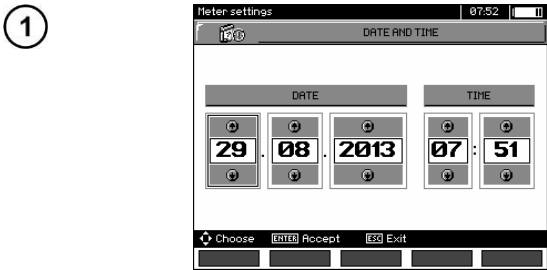 1
Meter settings 07:52
DATE AND TIME
DATE TIME
29 . 08 . 2013 07 : 51
Choose ENTER Accept ESC Exit